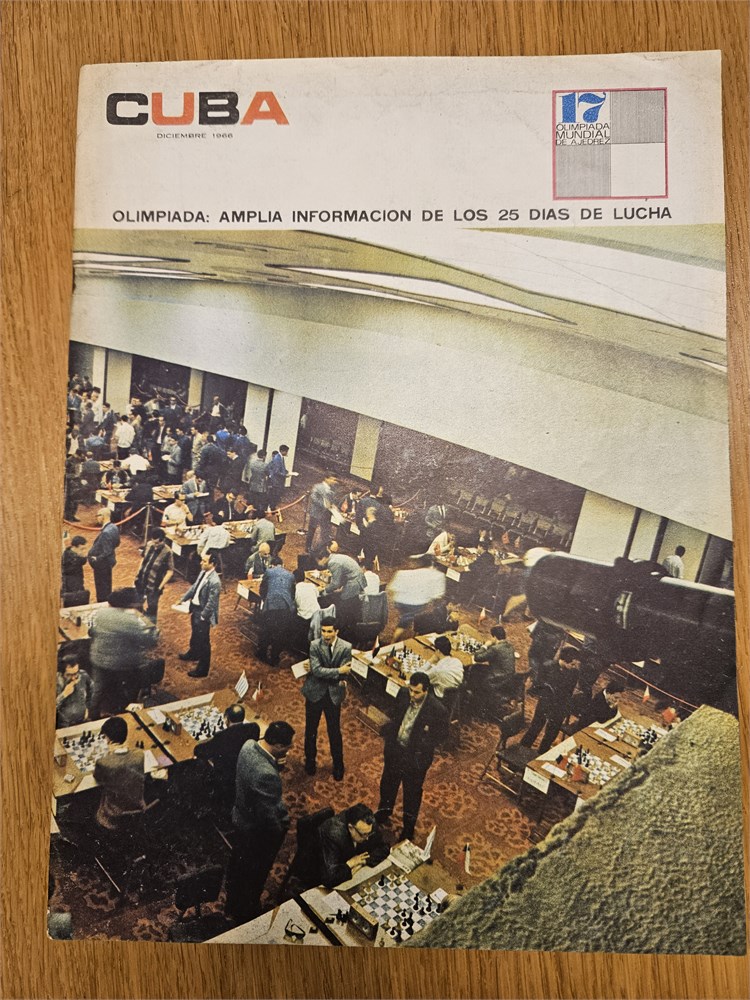 CUBA
DICIEMBRE 1966
17
OLIMPIADA
MUNDIAL
DE AJEDREZ
OLIMPIADA: AMPLIA INFORMACION DE LOS 25 DIAS DE LUCHA